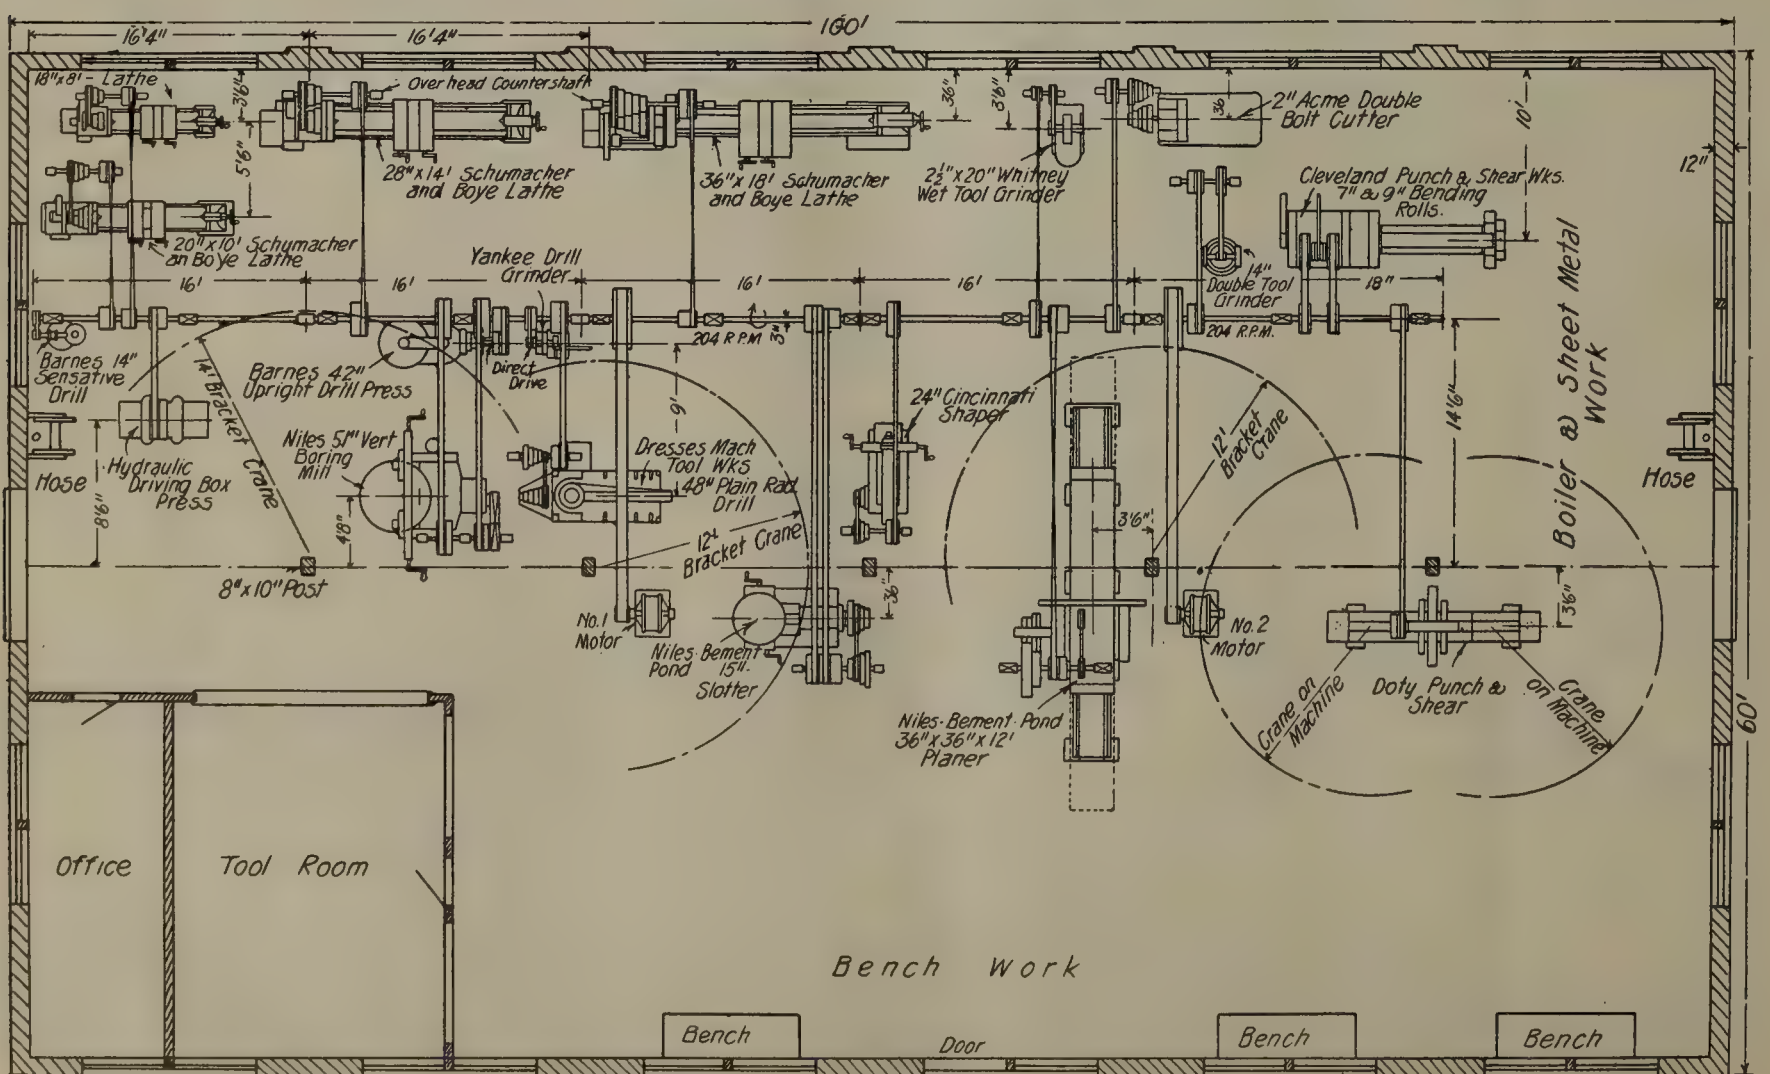 100'
16'4"
16'4"
18"x8'-Lathe
3'6"
5'6"
Overhead Countershaft
28"x14' Schumacher
and Boye Lathe
36"x18' Schumacher
and Boye Lathe
36"
3'6"
2½"x20" Whitney
Wet Tool Grinder
36
2" Acme Double
Bolt Cutter
10'
12"
Cleveland Punch & Shear Wks.
7" & 9" Bending
Rolls.
20"x10' Schumacher
an Boye Lathe
Yankee Drill
Grinder
14"
Double Tool
Grinder
16'
16'
16'
16'
18"
204 R.P.M.
3"
204 R.P.M.
Barnes 14"
Sensative
Drill
14' Bracket Crane
Barnes 42"
Upright Drill Press
Direct
Drive
9'
24" Cincinnati
Shaper
12' Bracket Crane
14'6"
Boiler & Sheet Metal
Work
Hose
Hydraulic
Driving Box
Press
8'6"
Niles 51" Vert
Boring
Mill
4'8"
Dresses Mach
Tool Wks
48" Plain Rad
Drill
12' Bracket Crane
3'6"
Hose
8"x10" Post
No.1
Motor
Niles-Bement
Pond
15"
Slotter
36"
No.2
Motor
3'6"
Niles-Bement-Pond
36"x36"x12'
Planer
Crane on
Machine
Doty Punch &
Shear
Crane
on Machine
60'
Office
Tool Room
Bench Work
Bench
Door
Bench
Bench